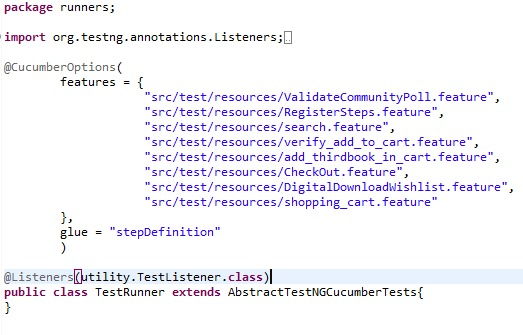 package runners;
import org.testng.annotations.Listeners;
@CucumberOptions(
features = {
"src/test/resources/ValidateCommunityPoll.feature",
"src/test/resources/RegisterSteps.feature",
"src/test/resources/search.feature",
"src/test/resources/verify_add_to_cart.feature",
"src/test/resources/add_thirdbook_in_cart.feature",
"src/test/resources/CheckOut.feature",
"src/test/resources/DigitalDownloadWishlist.feature",
"src/test/resources/shopping_cart.feature"
},
glue = "stepDefinition"
)
@Listeners(utility.TestListener.class)
public class TestRunner extends AbstractTestNGCucumberTests{
}